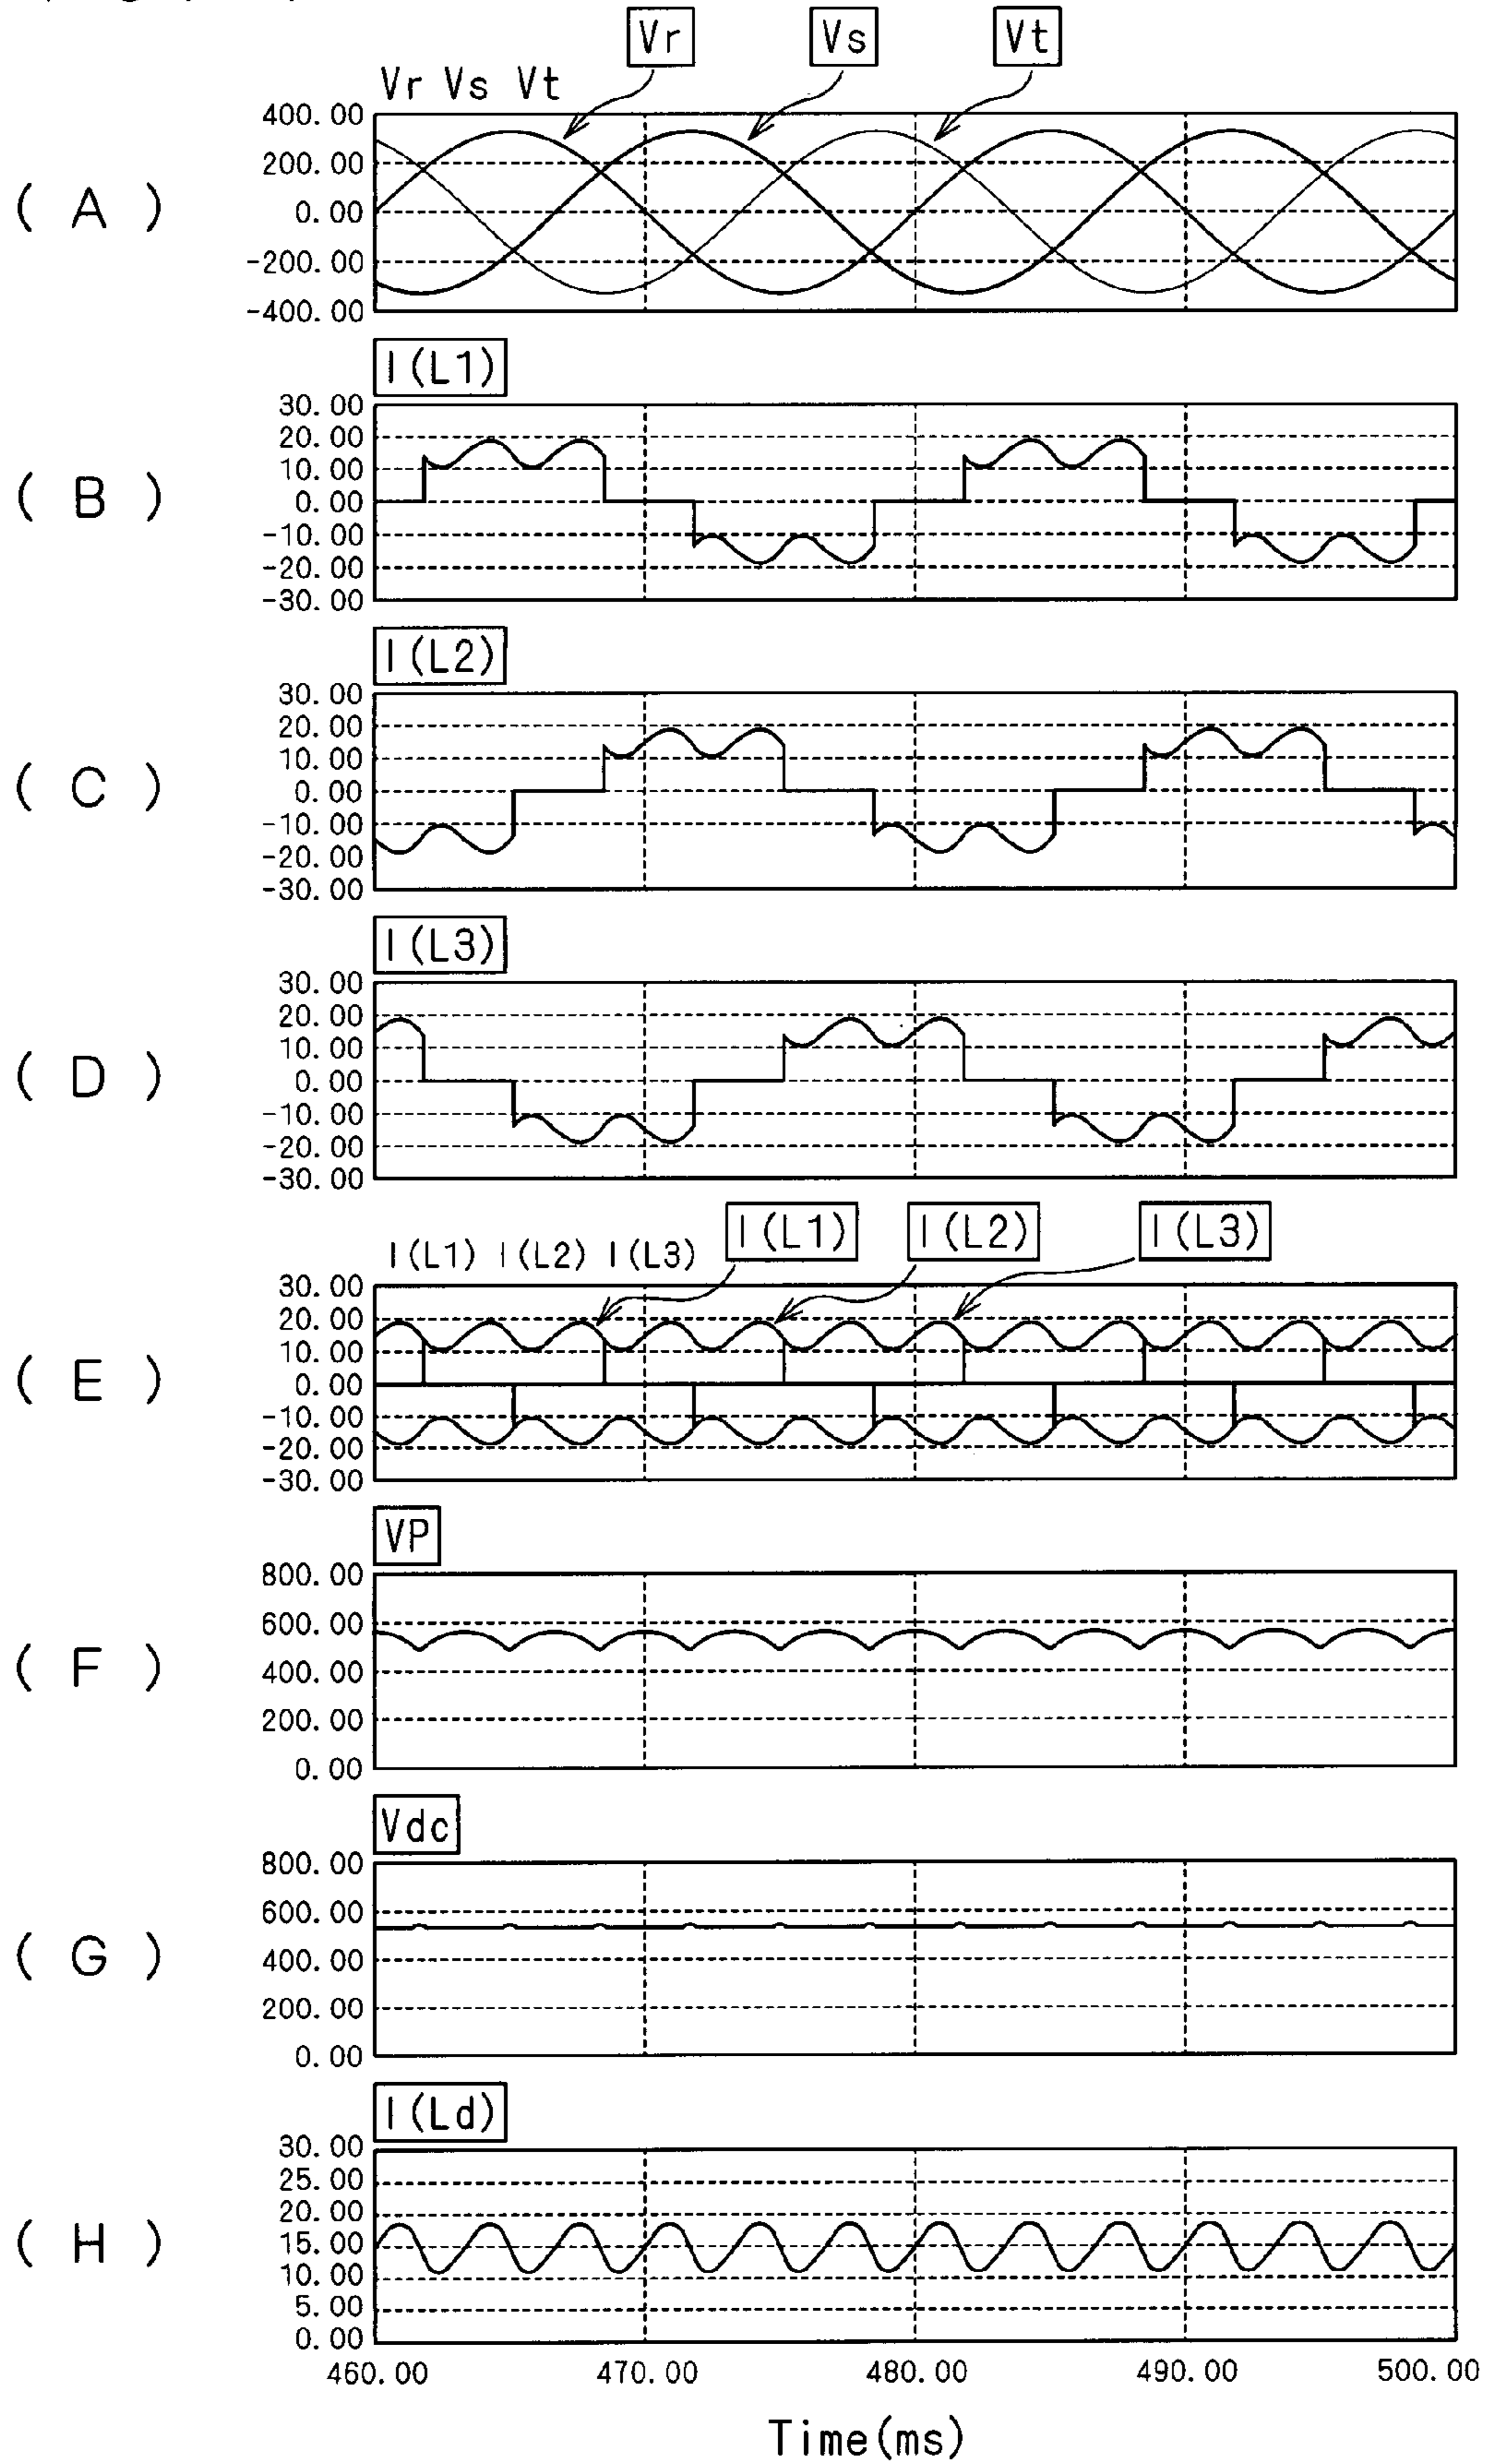 Vr Vs Vt
Vr Vs Vt
( A )
400.00
200.00
0.00
-200.00
-400.00
I(L1)
( B )
30.00
20.00
10.00
0.00
-10.00
-20.00
-30.00
I(L2)
( C )
30.00
20.00
10.00
0.00
-10.00
-20.00
-30.00
I(L3)
( D )
30.00
20.00
10.00
0.00
-10.00
-20.00
-30.00
I(L1) I(L2) I(L3)
I(L1) I(L2) I(L3)
( E )
30.00
20.00
10.00
0.00
-10.00
-20.00
-30.00
VP
( F )
800.00
600.00
400.00
200.00
0.00
Vdc
( G )
800.00
600.00
400.00
200.00
0.00
I(Ld)
( H )
30.00
25.00
20.00
15.00
10.00
5.00
0.00
460.00 470.00 480.00 490.00 500.00
Time(ms)